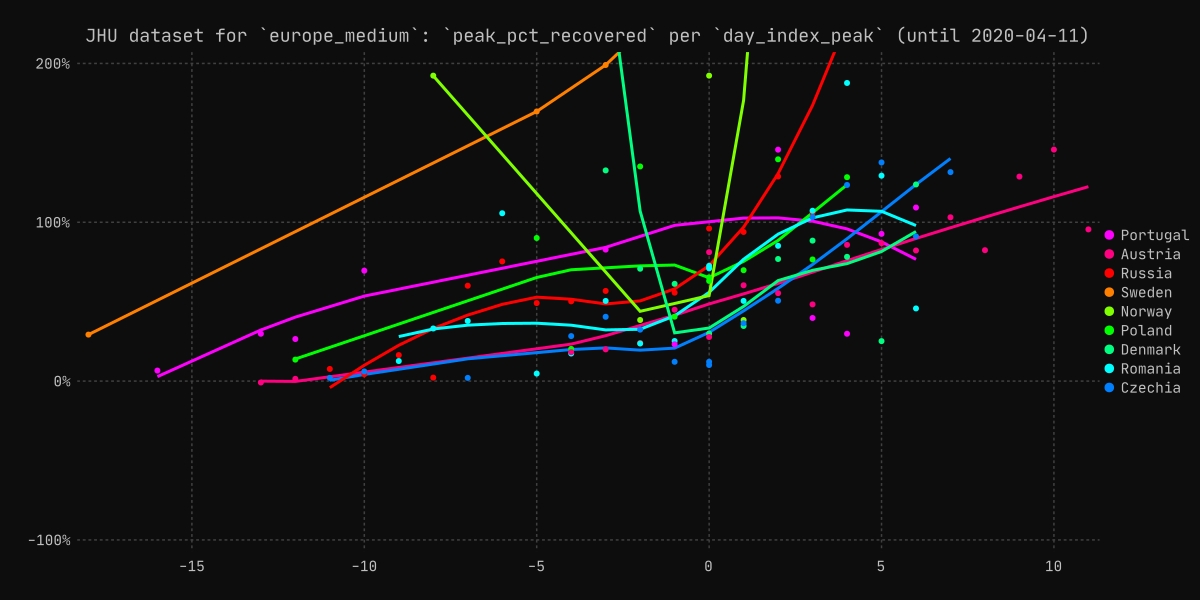 JHU dataset for `europe_medium`: `peak_pct_recovered` per `day_index_peak` (until 2020-04-11)
200%
100%
0%
-100%
-15
-10
-5
0
5
10
Portugal
Austria
Russia
Sweden
Norway
Poland
Denmark
Romania
Czechia